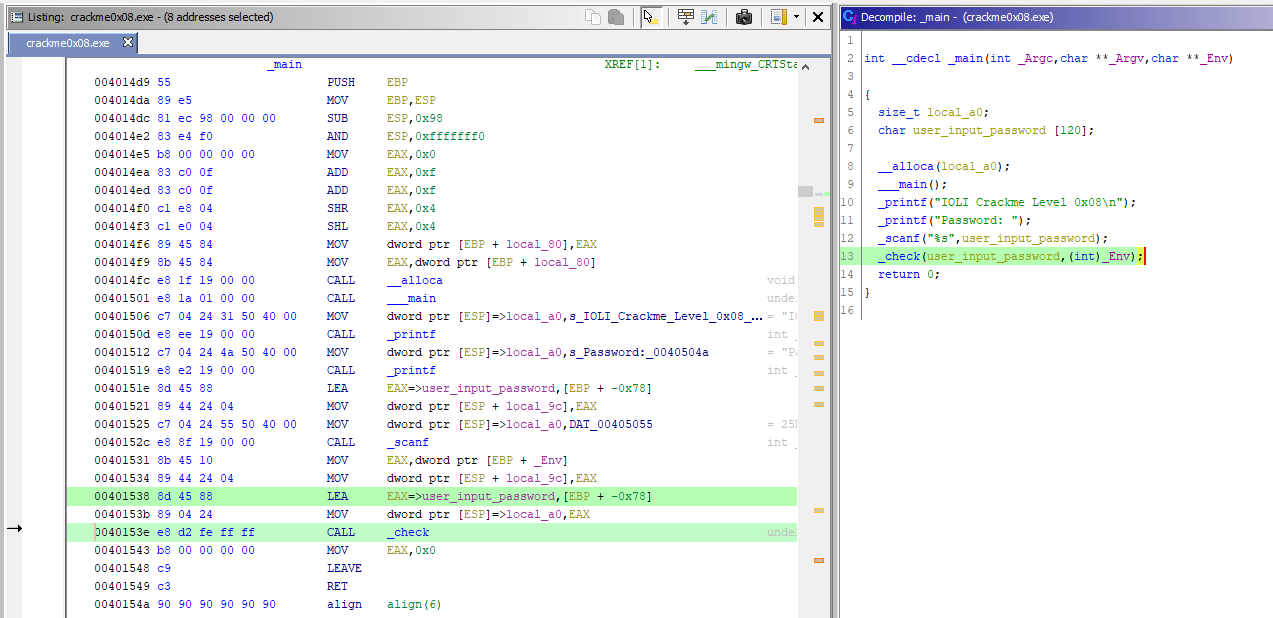 Listing: crackme0x08.exe - (8 addresses selected)
crackme0x08.exe
_main XREF[1]: ___mingw_CRTSta
004014d9 55 PUSH EBP
004014da 89 e5 MOV EBP,ESP
004014dc 81 ec 98 00 00 00 SUB ESP,0x98
004014e2 83 e4 f0 AND ESP,0xfffffff0
004014e5 b8 00 00 00 00 MOV EAX,0x0
004014ea 83 c0 0f ADD EAX,0xf
004014ed 83 c0 0f ADD EAX,0xf
004014f0 c1 e8 04 SHR EAX,0x4
004014f3 c1 e0 04 SHL EAX,0x4
004014f6 89 45 84 MOV dword ptr [EBP + local_80],EAX
004014f9 8b 45 84 MOV EAX,dword ptr [EBP + local_80]
004014fc e8 1f 19 00 00 CALL __alloca void
00401501 e8 1a 01 00 00 CALL ___main unde
00401506 c7 04 24 31 50 40 00 MOV dword ptr [ESP]=>local_a0,s_IOLI_Crackme_Level_0x08_... = "IO
0040150d e8 ee 19 00 00 CALL _printf int _
00401512 c7 04 24 4a 50 40 00 MOV dword ptr [ESP]=>local_a0,s_Password:_0040504a = "Pa
00401519 e8 e2 19 00 00 CALL _printf int _
0040151e 8d 45 88 LEA EAX=>user_input_password,[EBP + -0x78]
00401521 89 44 24 04 MOV dword ptr [ESP + local_9c],EAX
00401525 c7 04 24 55 50 40 00 MOV dword ptr [ESP]=>local_a0,DAT_00405055 = 25h
0040152c e8 8f 19 00 00 CALL _scanf int _
00401531 8b 45 10 MOV EAX,dword ptr [EBP + _Env]
00401534 89 44 24 04 MOV dword ptr [ESP + local_9c],EAX
00401538 8d 45 88 LEA EAX=>user_input_password,[EBP + -0x78]
0040153b 89 04 24 MOV dword ptr [ESP]=>local_a0,EAX
0040153e e8 d2 fe ff ff CALL _check unde
00401543 b8 00 00 00 00 MOV EAX,0x0
00401548 c9 LEAVE
00401549 c3 RET
0040154a 90 90 90 90 90 90 align align(6)
Decompile: _main - (crackme0x08.exe)
1
2 int __cdecl _main(int _Argc,char **_Argv,char **_Env)
3
4 {
5 size_t local_a0;
6 char user_input_password [120];
7
8 __alloca(local_a0);
9 ___main();
10 _printf("IOLI Crackme Level 0x08\n");
11 _printf("Password: ");
12 _scanf("%s",user_input_password);
13 _check(user_input_password,(int)_Env);
14 return 0;
15 }
16